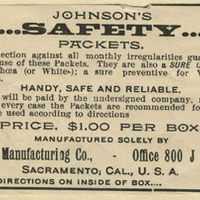 JOHNSON'S
....SAFETY....
PACKETS.
ection against all monthly irregularities gua
use of these Packets. They are also a SURE
hœa (or White); a sure preventive for V
HANDY, SAFE AND RELIABLE.
will be paid by the undersigned company,
every case the Packets are recommended fo
used according to directions.
PRICE, $1.00 PER BOX
MANUFACTURED SOLELY BY
Manufacturing Co., - Office 800 J
SACRAMENTO, CAL., U. S. A.
DIRECTIONS ON INSIDE OF BOX....